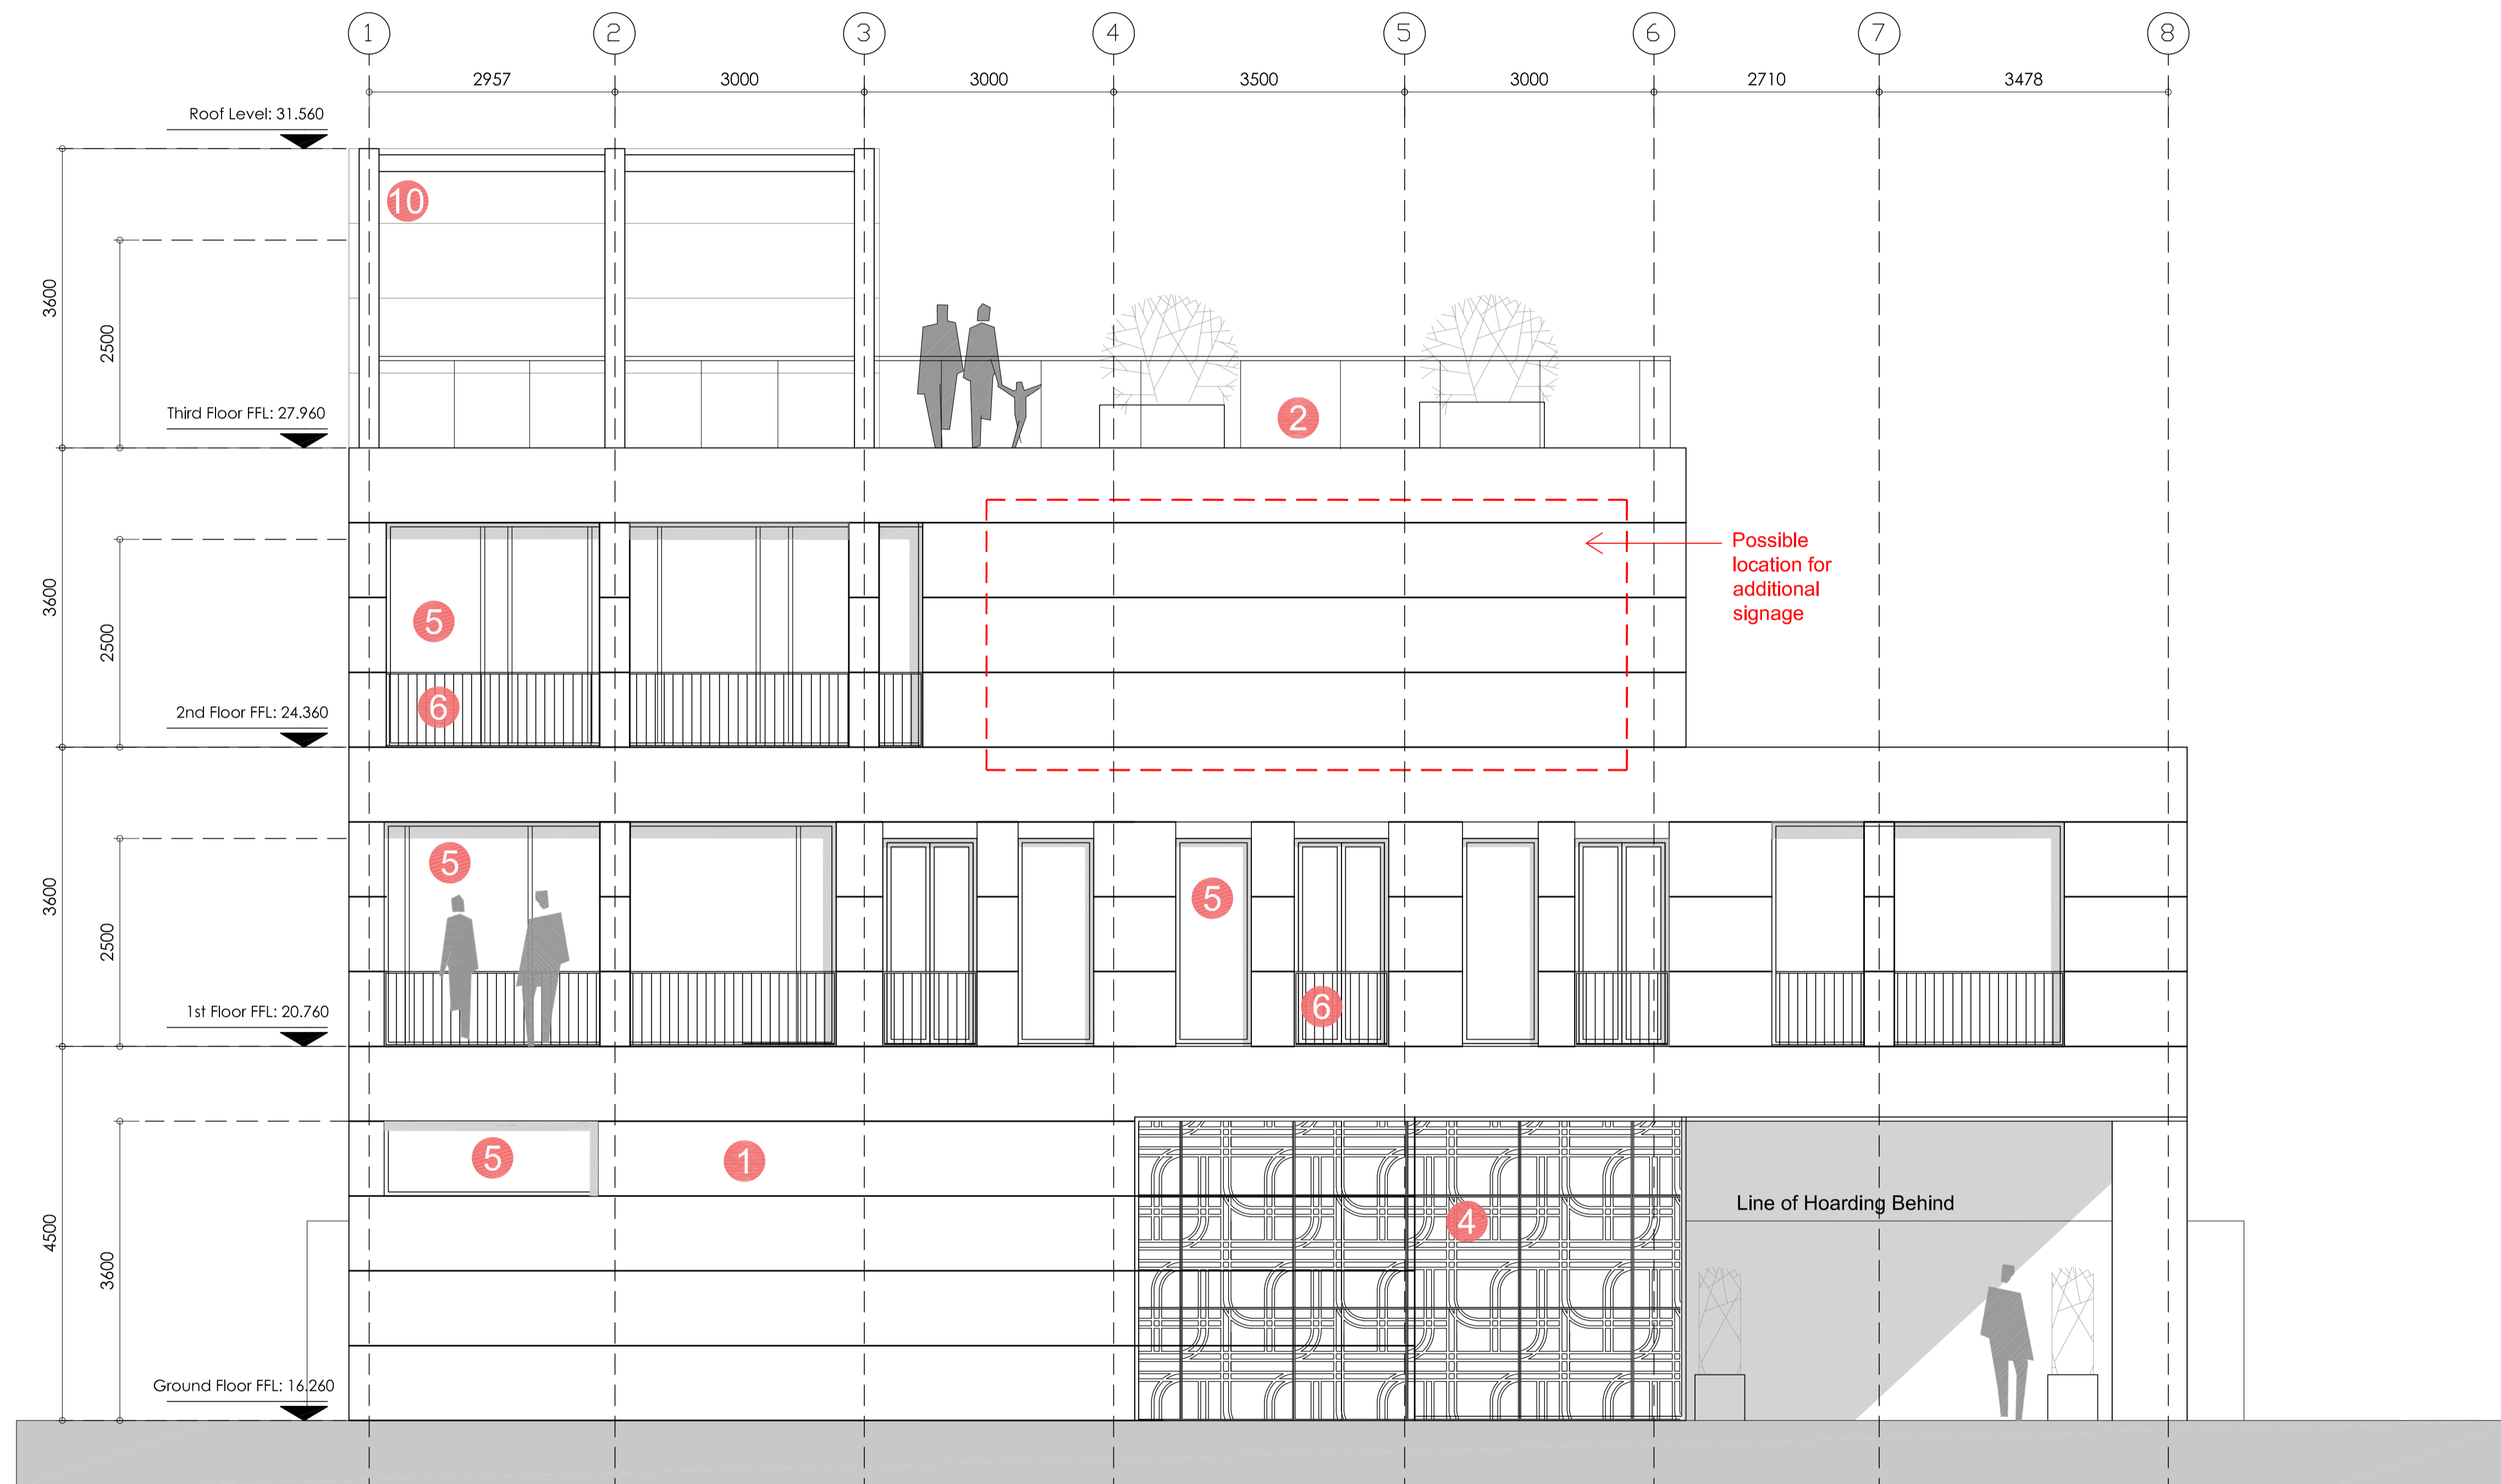 1 2 3 4 5 6 7 8
2957 3000 3000 3500 3000 2710 3478
Roof Level: 31.560
10
3600
2500
Third Floor FFL: 27.960
2
Possible
location for
additional
signage
5
3600
2500
6
2nd Floor FFL: 24.360
5
5
3600
2500
6
1st Floor FFL: 20.760
5
1
Line of Hoarding Behind
4
4500
3600
Ground Floor FFL: 16.260